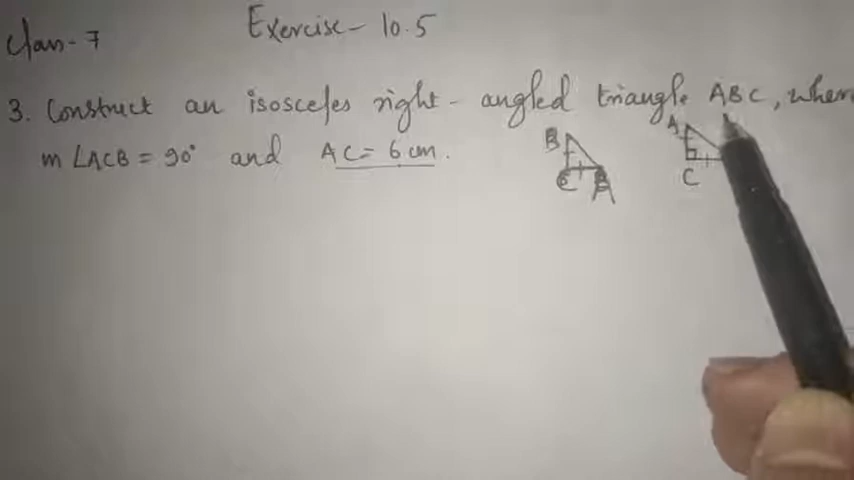 Class-7
Exercise- 10.5
3. Construct an isosceles right-angled triangle ABC, where
m ∠ACB = 90° and AC = 6 cm.
B
C
A
A
C